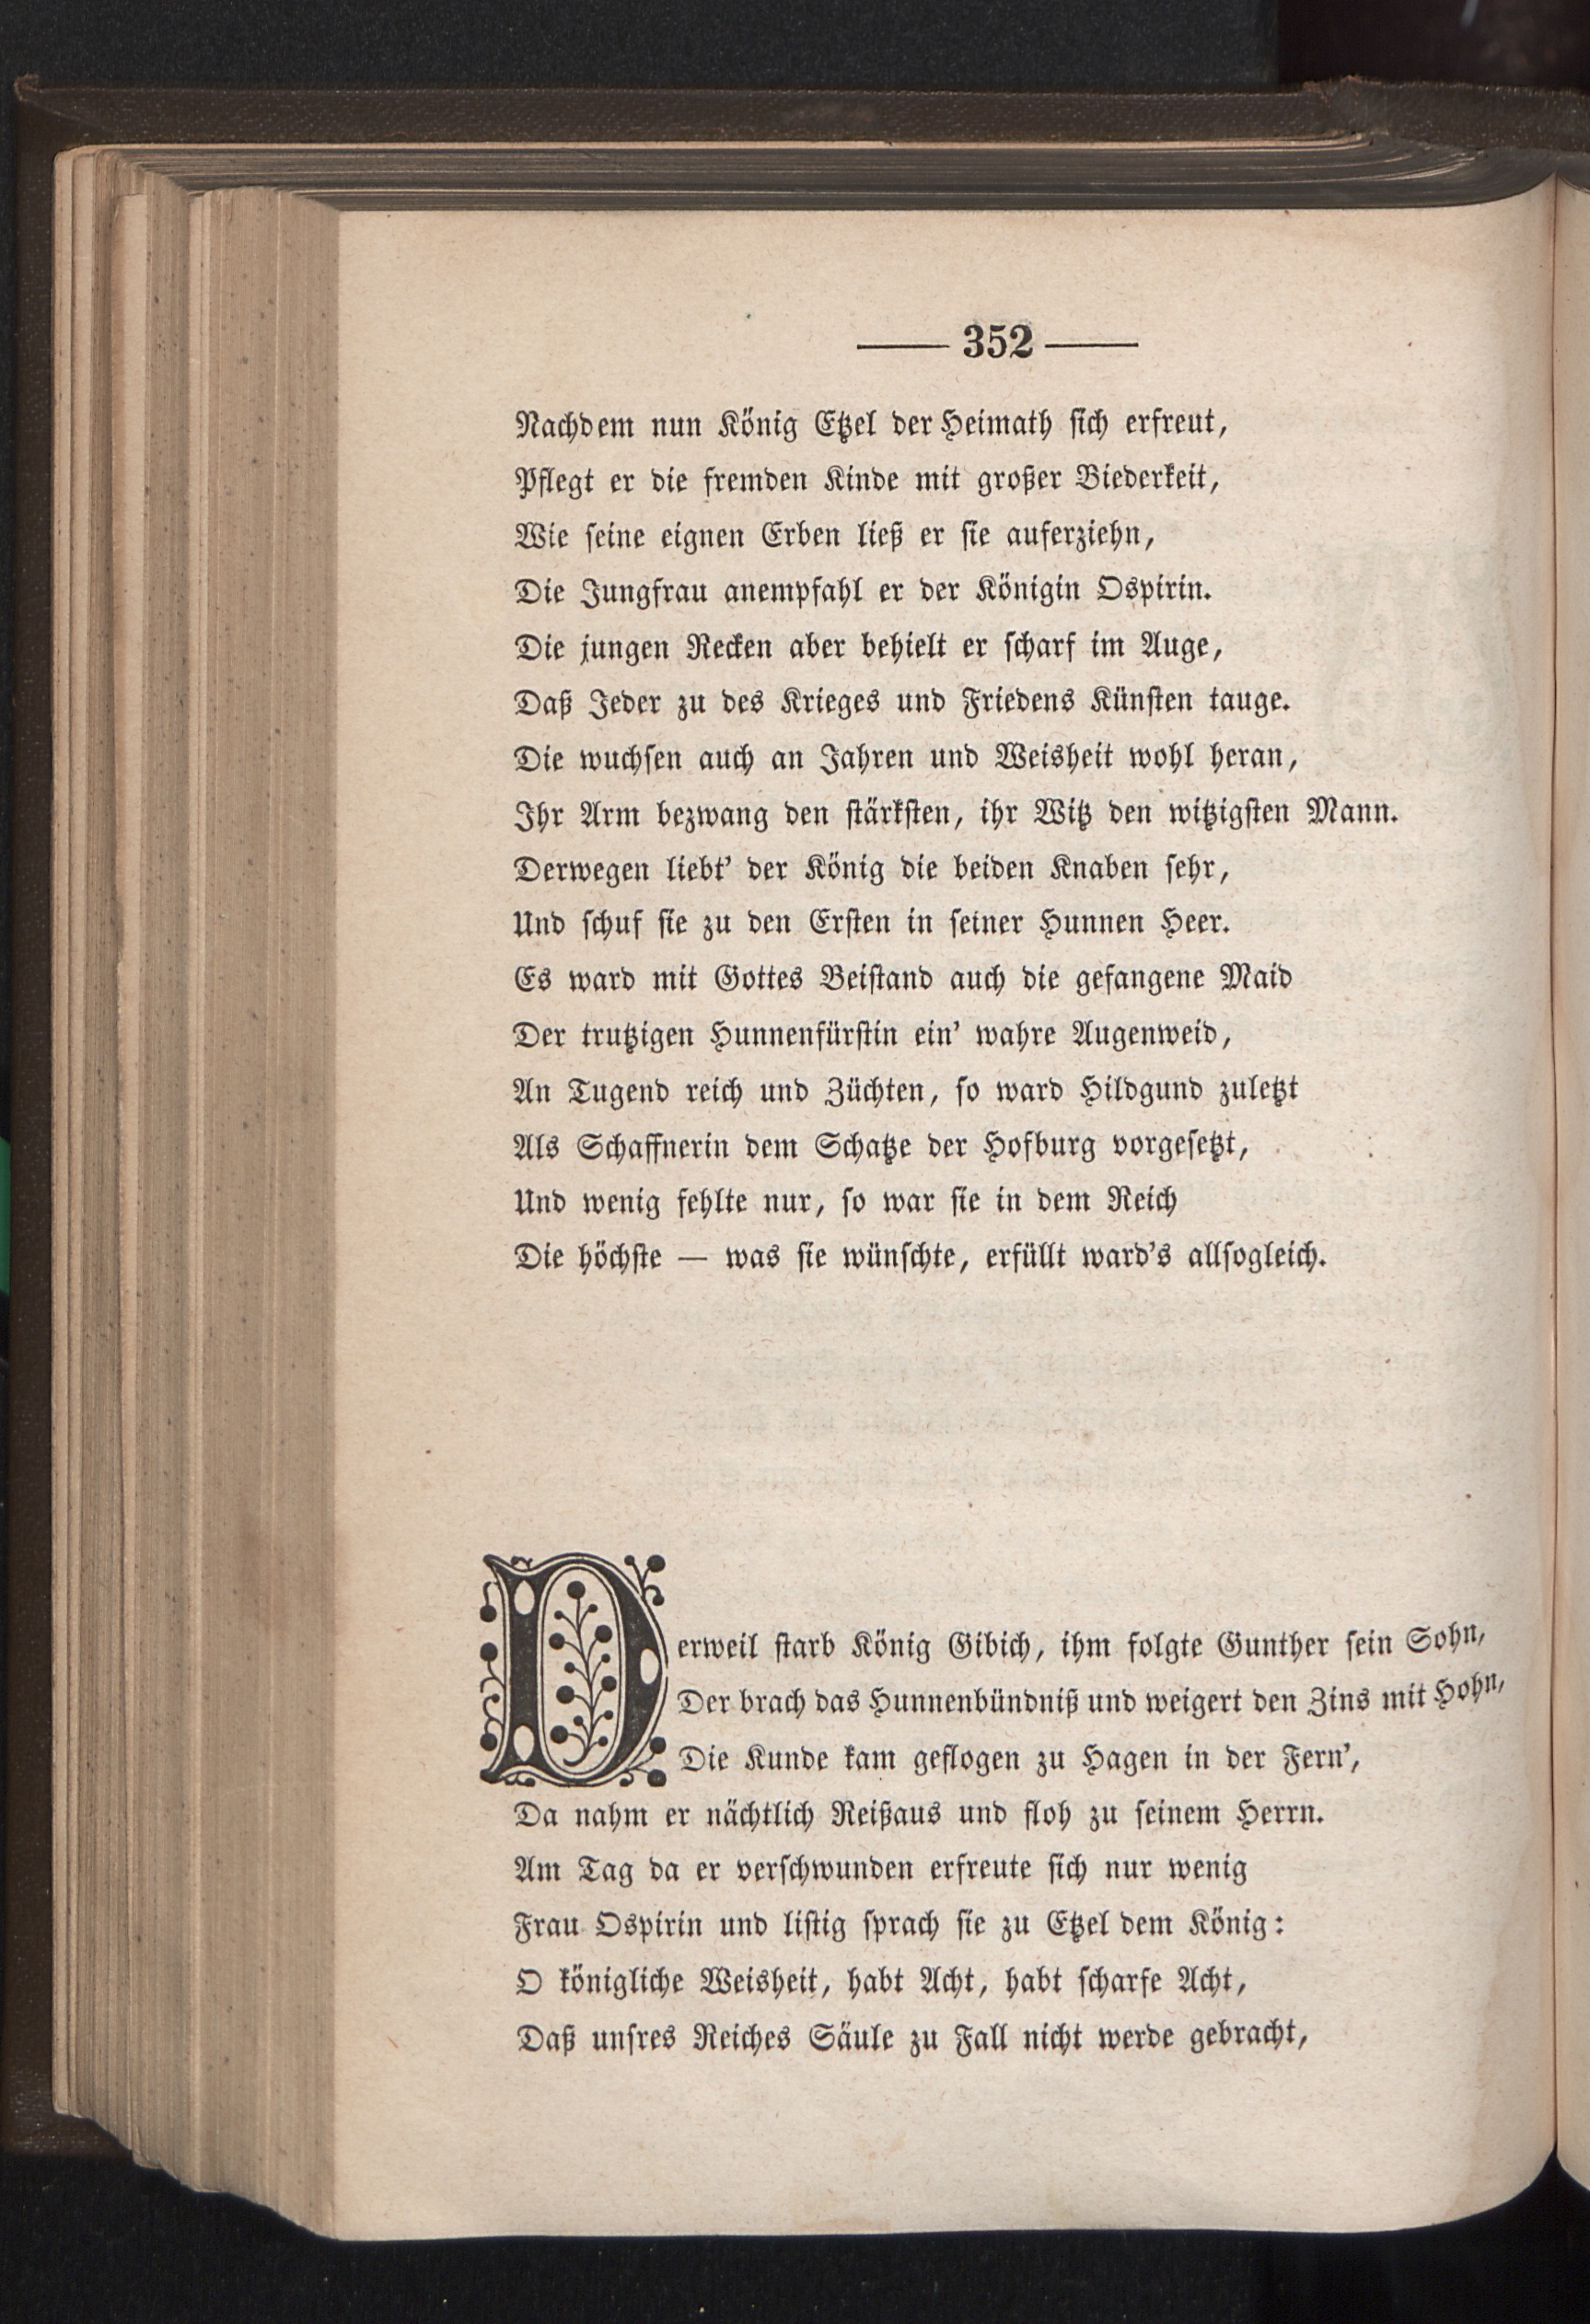 — 352 —
Nachdem nun König Etzel der Heimath sich erfreut,
Pflegt er die fremden Kinde mit großer Biederkeit,
Wie seine eignen Erben ließ er sie auferziehn,
Die Jungfrau anempfahl er der Königin Ospirin.
Die jungen Recken aber behielt er scharf im Auge,
Daß Jeder zu des Krieges und Friedens Künsten tauge.
Die wuchsen auch an Jahren und Weisheit wohl heran,
Ihr Arm bezwang den stärksten, ihr Witz den witzigsten Mann.
Derwegen liebt' der König die beiden Knaben sehr,
Und schuf sie zu den Ersten in seiner Hunnen Heer.
Es ward mit Gottes Beistand auch die gefangene Maid
Der trutzigen Hunnenfürstin ein' wahre Augenweid,
An Tugend reich und Züchten, so ward Hildgund zuletzt
Als Schaffnerin dem Schatze der Hofburg vorgesetzt,
Und wenig fehlte nur, so war sie in dem Reich
Die höchste — was sie wünschte, erfüllt ward's allsogleich.
Derweil starb König Gibich, ihm folgte Gunther sein Sohn,
Der brach das Hunnenbündniß und weigert den Zins mit Hohn,
Die Kunde kam geflogen zu Hagen in der Fern',
Da nahm er nächtlich Reißaus und floh zu seinem Herrn.
Am Tag da er verschwunden erfreute sich nur wenig
Frau Ospirin und listig sprach sie zu Etzel dem König:
O königliche Weisheit, habt Acht, habt scharfe Acht,
Daß unsres Reiches Säule zu Fall nicht werde gebracht,